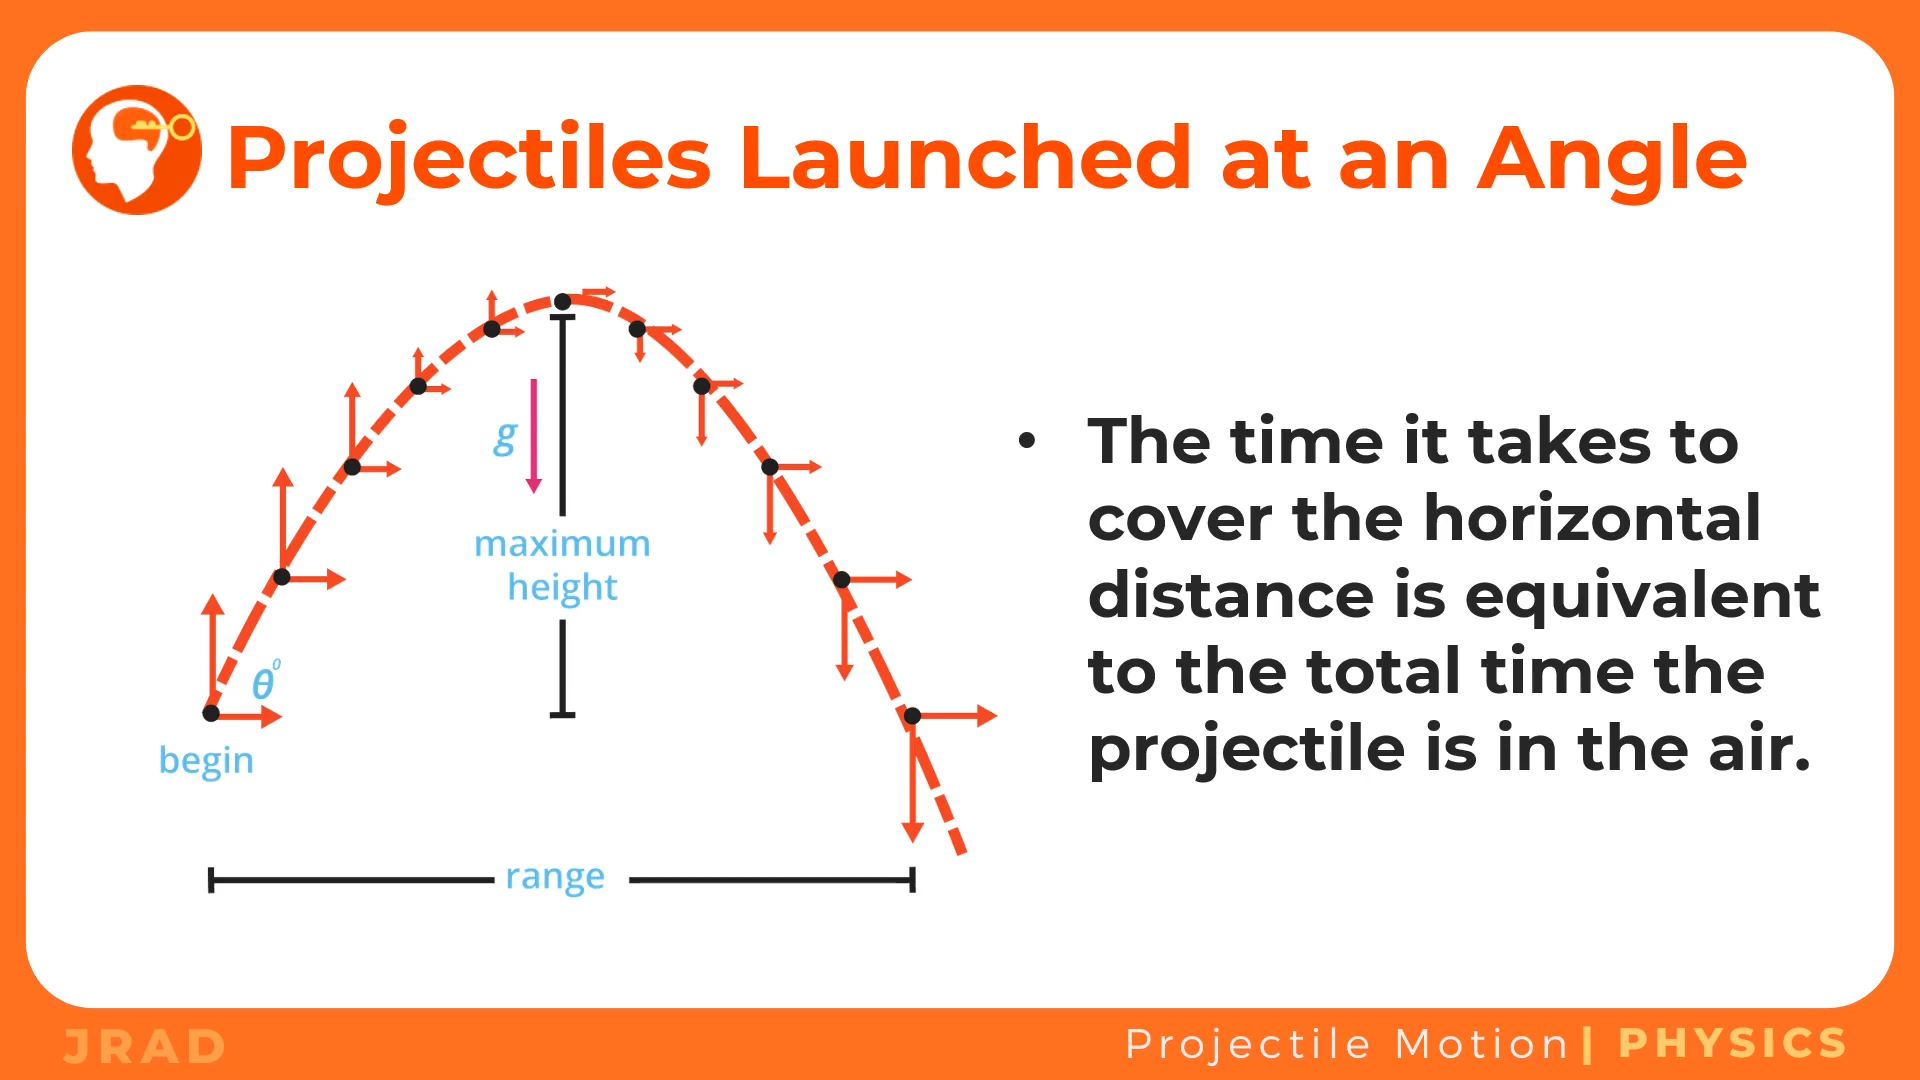 Projectiles Launched at an Angle
g
maximum
height
θ⁰
begin
range
• The time it takes to
cover the horizontal
distance is equivalent
to the total time the
projectile is in the air.
JRAD
Projectile Motion | PHYSICS